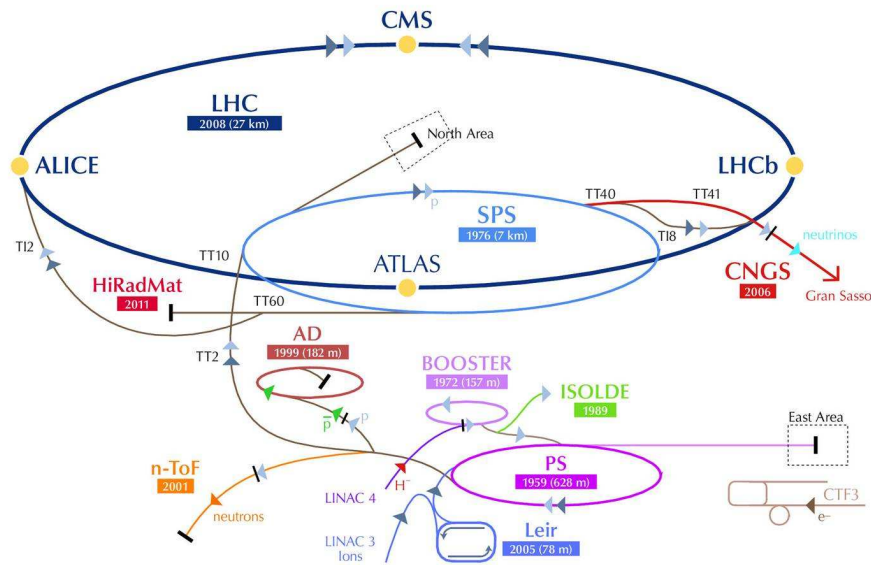 CMS
LHC
2008 (27 km)
North Area
ALICE
LHCb
TT40
TT41
p
SPS
1976 (7 km)
TI8
neutrinos
TI2
TT10
ATLAS
CNGS
2006
Gran Sasso
HiRadMat
2011
TT60
AD
1999 (182 m)
TT2
BOOSTER
1972 (157 m)
ISOLDE
1989
p
p̅
East Area
n-ToF
2001
PS
1959 (628 m)
LINAC 4
H⁻
neutrons
CTF3
e⁻
LINAC 3
Ions
Leir
2005 (78 m)